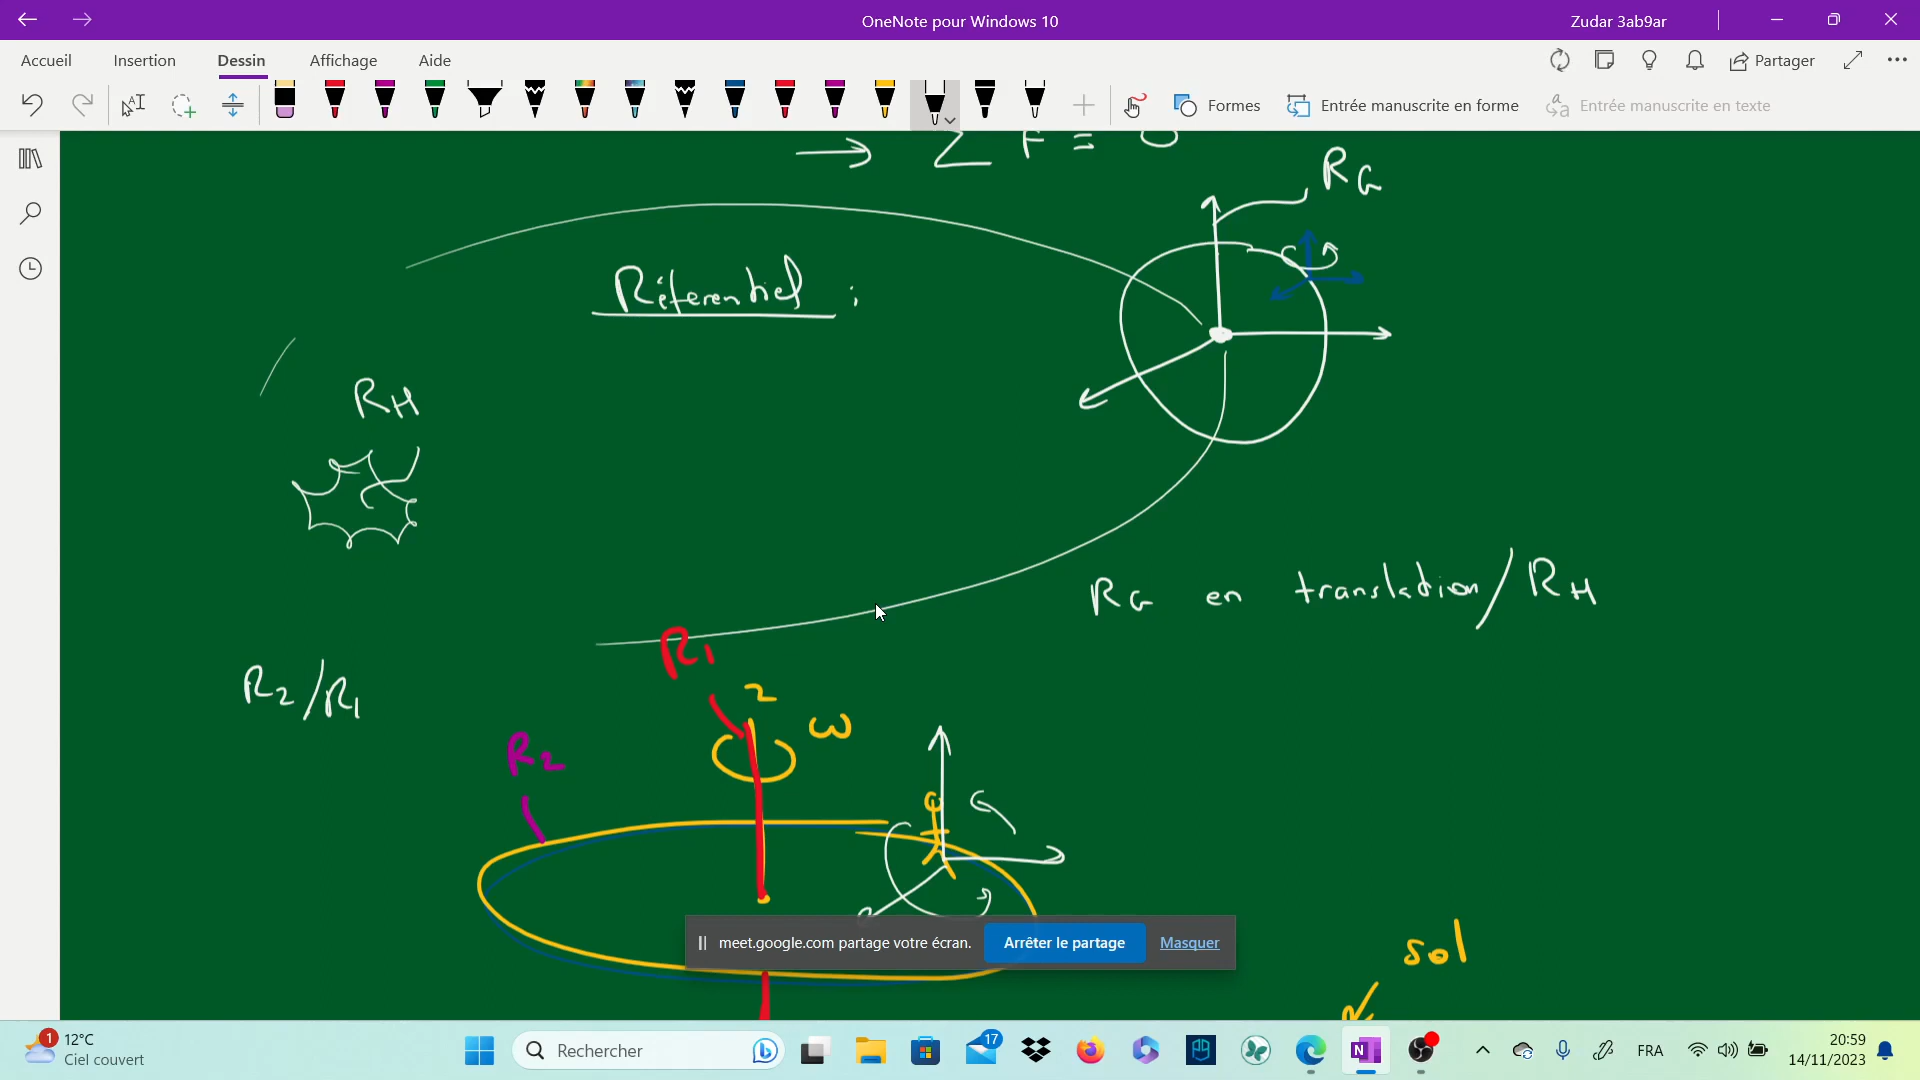 OneNote pour Windows 10
Zudar 3ab9ar
Accueil
Insertion
Dessin
Affichage
Aide
Partager
Formes
Entrée manuscrite en forme
Entrée manuscrite en texte
→ Σ F = 0
RG
Référentiel :
RH
RG en translation / RH
R2/R1
R1
z
ω
R2
meet.google.com partage votre écran.
Arrêter le partage
Masquer
sol
1
12°C
Ciel couvert
Rechercher
17
FRA
20:59
14/11/2023